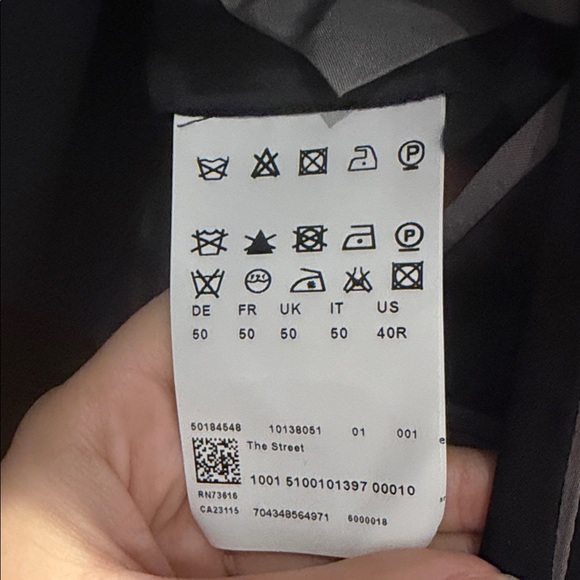 P
P
DE FR UK IT US
50 50 50 50 40R
50184548 10138051 01 001
The Street
1001 5100101397 00010
RN73616
CA23115 704348564971 6000018